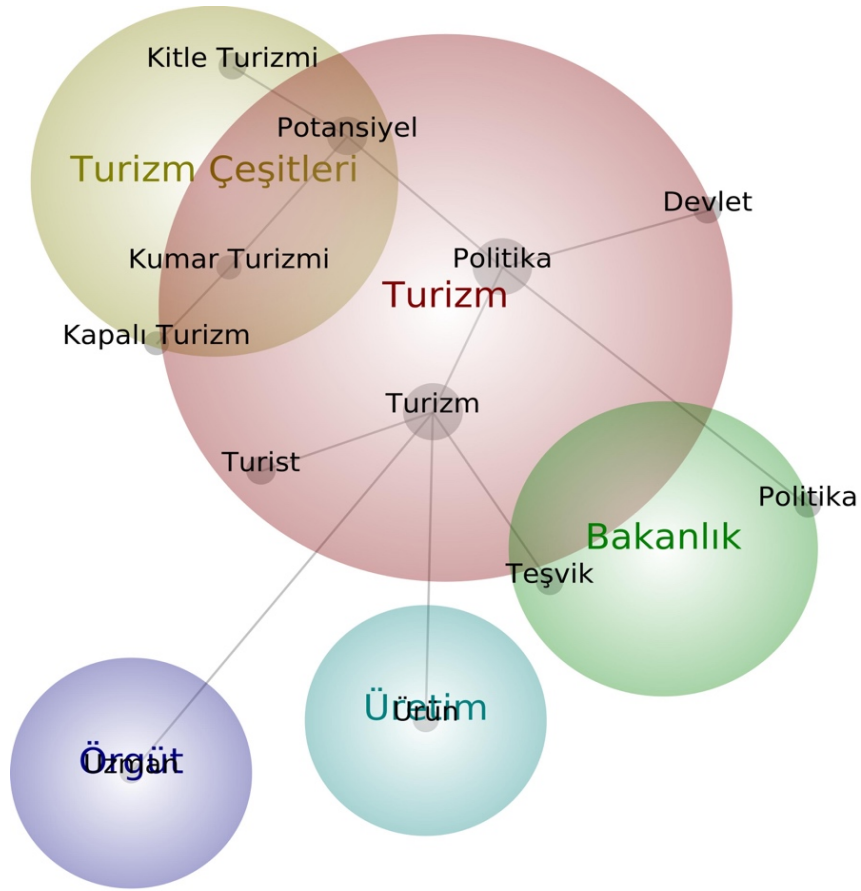 Kitle Turizmi
Potansiyel
Turizm Çeşitleri
Devlet
Kumar Turizmi
Politika
Turizm
Kapalı Turizm
Turizm
Turist
Politika
Bakanlık
Teşvik
Üretim
Ürün
Örgüt
Uzman